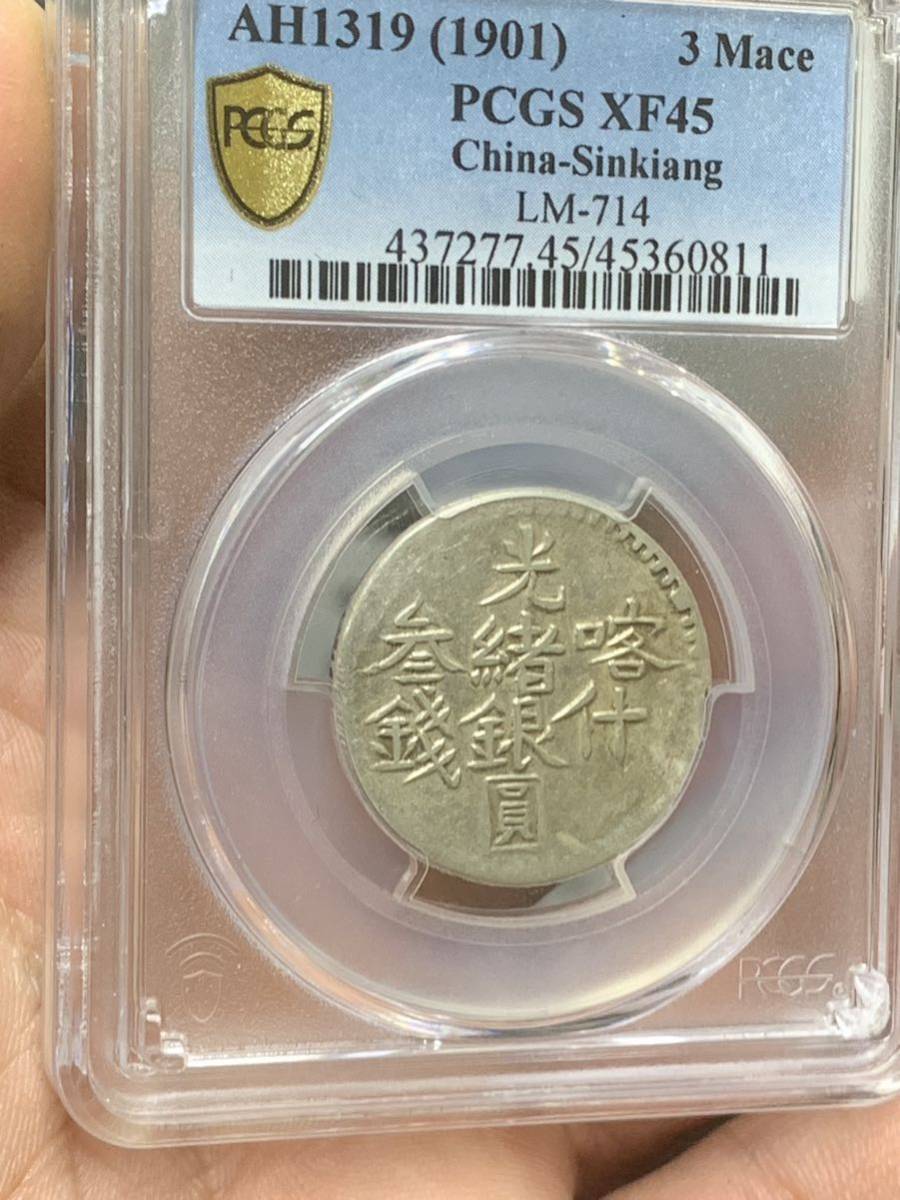 AH1319 (1901) 3 Mace
PCGS XF45
China-Sinkiang
LM-714
437277.45/45360811
PCGS
光緒銀圓
喀什
叁錢
PCGS